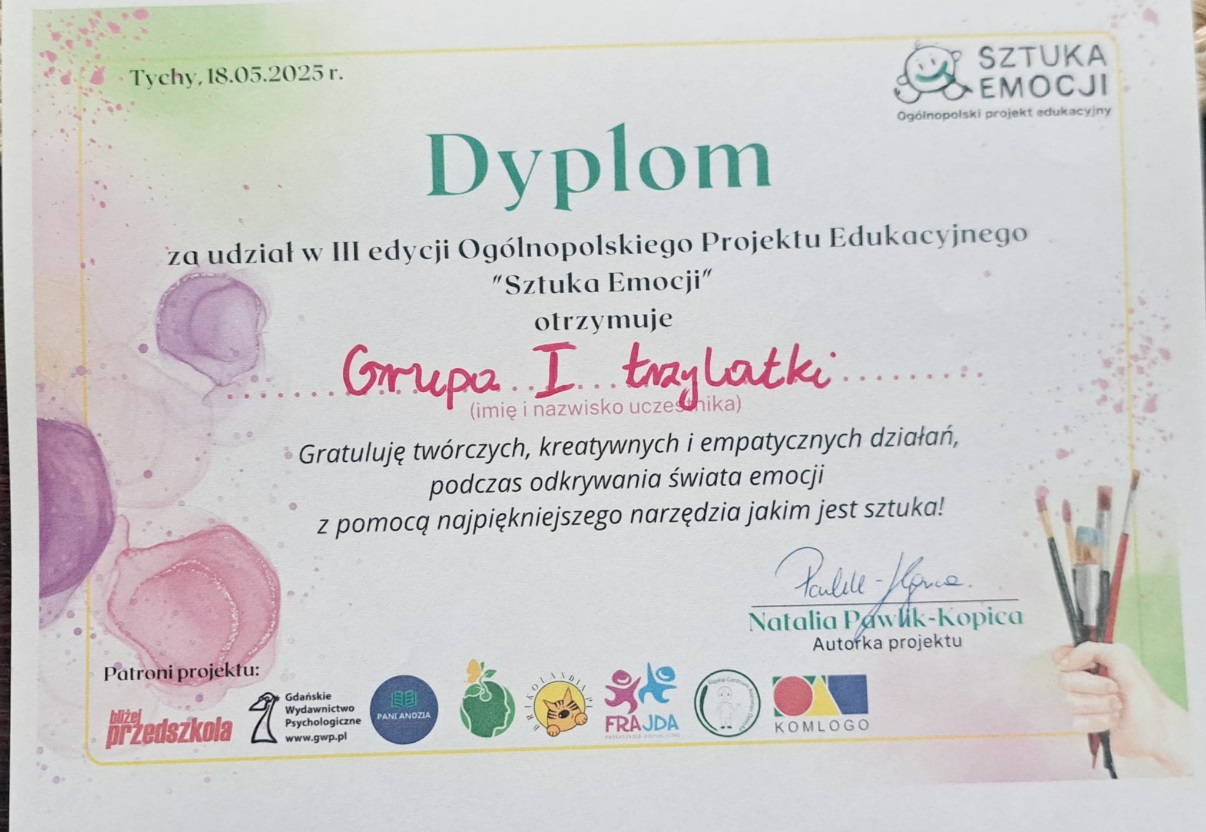 Tychy, 18.05.2025 r.
SZTUKA
EMOCJI
Ogólnopolski projekt edukacyjny
Dyplom
za udział w III edycji Ogólnopolskiego Projektu Edukacyjnego
"Sztuka Emocji"
otrzymuje
Grupa I trzylatki
(imię i nazwisko uczestnika)
Gratuluję twórczych, kreatywnych i empatycznych działań,
podczas odkrywania świata emocji
z pomocą najpiękniejszego narzędzia jakim jest sztuka!
Natalia Pawlik-Kopica
Autorka projektu
Patroni projektu:
bliżej
przedszkola
Gdańskie
Wydawnictwo
Psychologiczne
www.gwp.pl
PANI ANDZIA
BRIKOLANDIA.PL
FRAJDA
KOMLOGO